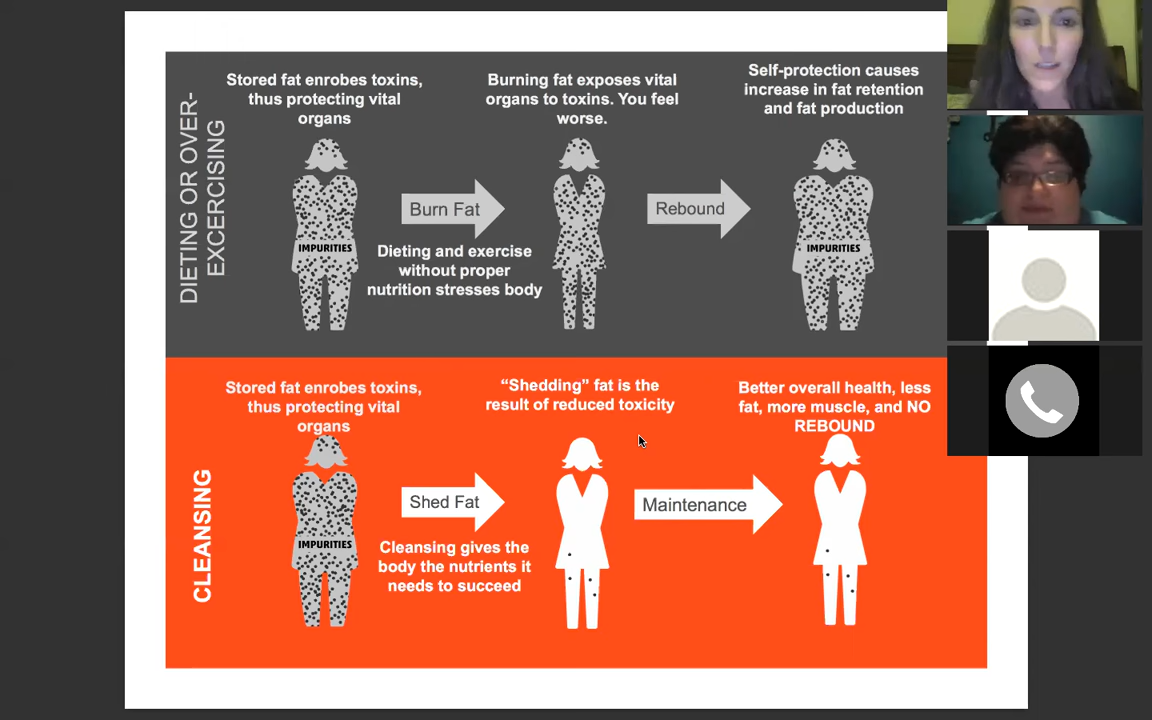 DIETING OR OVER-
EXCERCISING
Stored fat enrobes toxins,
thus protecting vital
organs
IMPURITIES
Burn Fat
Dieting and exercise
without proper
nutrition stresses body
Burning fat exposes vital
organs to toxins. You feel
worse.
Rebound
Self-protection causes
increase in fat retention
and fat production
IMPURITIES
CLEANSING
Stored fat enrobes toxins,
thus protecting vital
organs
IMPURITIES
Shed Fat
Cleansing gives the
body the nutrients it
needs to succeed
“Shedding” fat is the
result of reduced toxicity
Maintenance
Better overall health, less
fat, more muscle, and NO
REBOUND